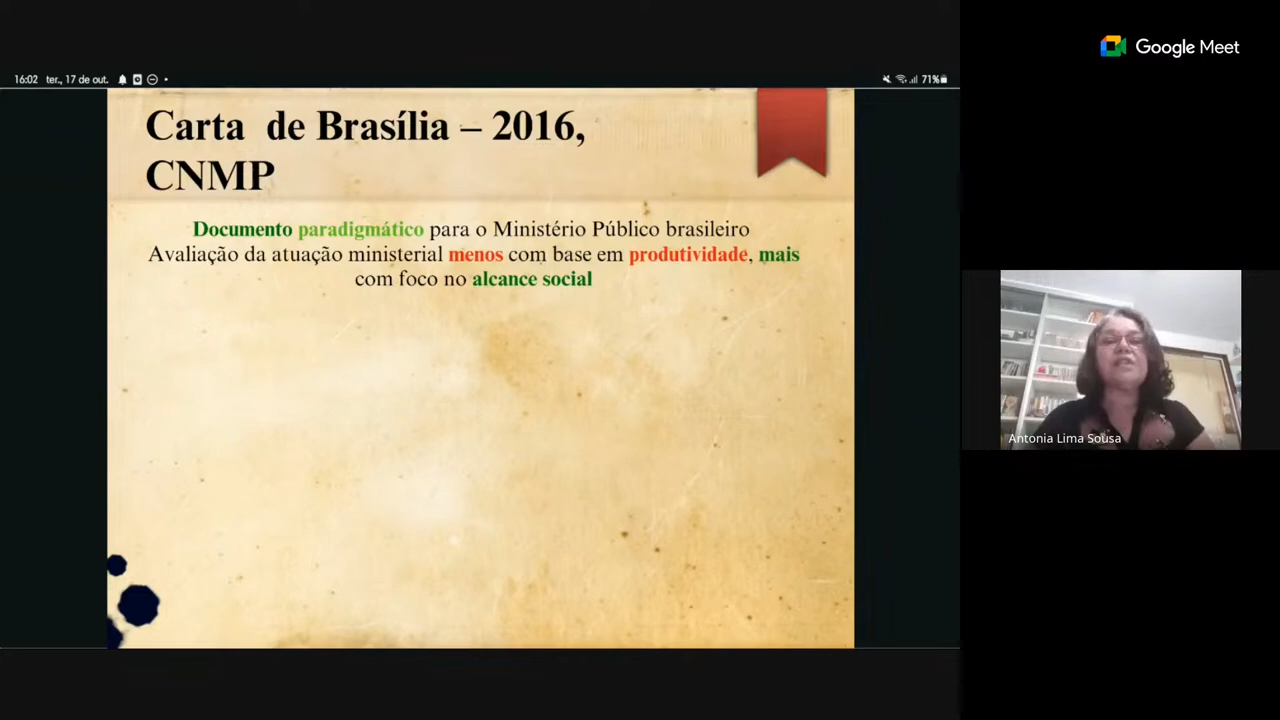 Google Meet
16:02 ter., 17 de out.
71%
Carta de Brasília – 2016,
CNMP
Documento paradigmático para o Ministério Público brasileiro
Avaliação da atuação ministerial menos com base em produtividade, mais
com foco no alcance social
Antonia Lima Sousa